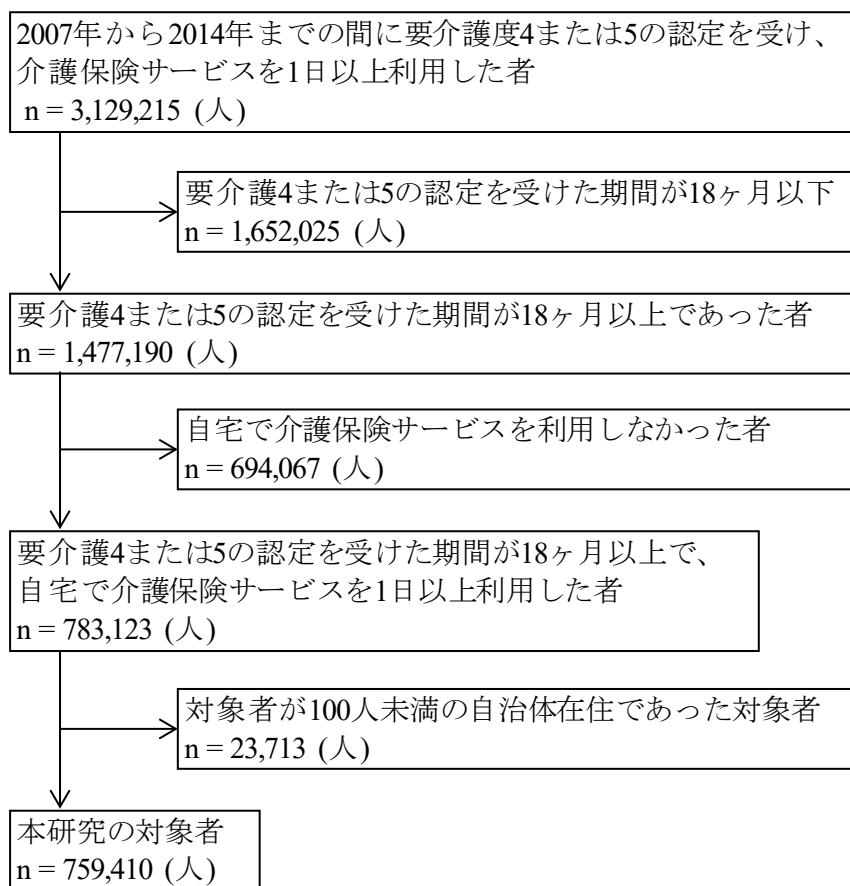 2007年から2014年までの間に要介護度4または5の認定を受け、
介護保険サービスを1日以上利用した者
n = 3,129,215 (人)
要介護4または5の認定を受けた期間が18ヶ月以下
n = 1,652,025 (人)
要介護4または5の認定を受けた期間が18ヶ月以上であった者
n = 1,477,190 (人)
自宅で介護保険サービスを利用しなかった者
n = 694,067 (人)
要介護4または5の認定を受けた期間が18ヶ月以上で、
自宅で介護保険サービスを1日以上利用した者
n = 783,123 (人)
対象者が100人未満の自治体在住であった対象者
n = 23,713 (人)
本研究の対象者
n = 759,410 (人)